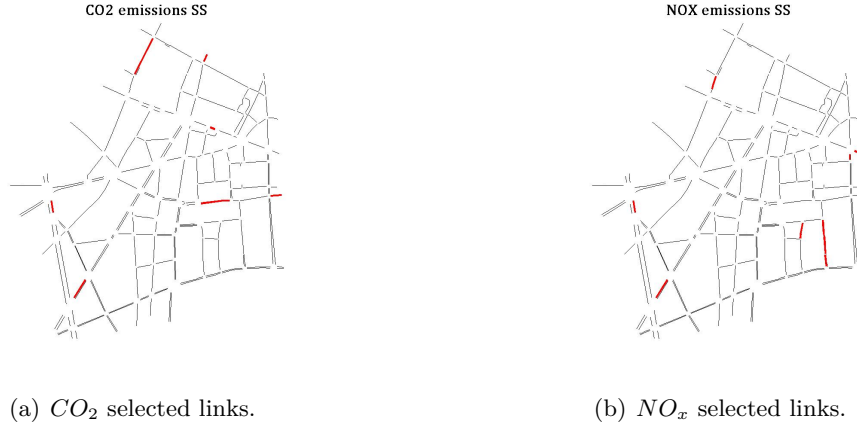 CO2 emissions SS
NOX emissions SS
(a) CO₂ selected links.
(b) NOₓ selected links.